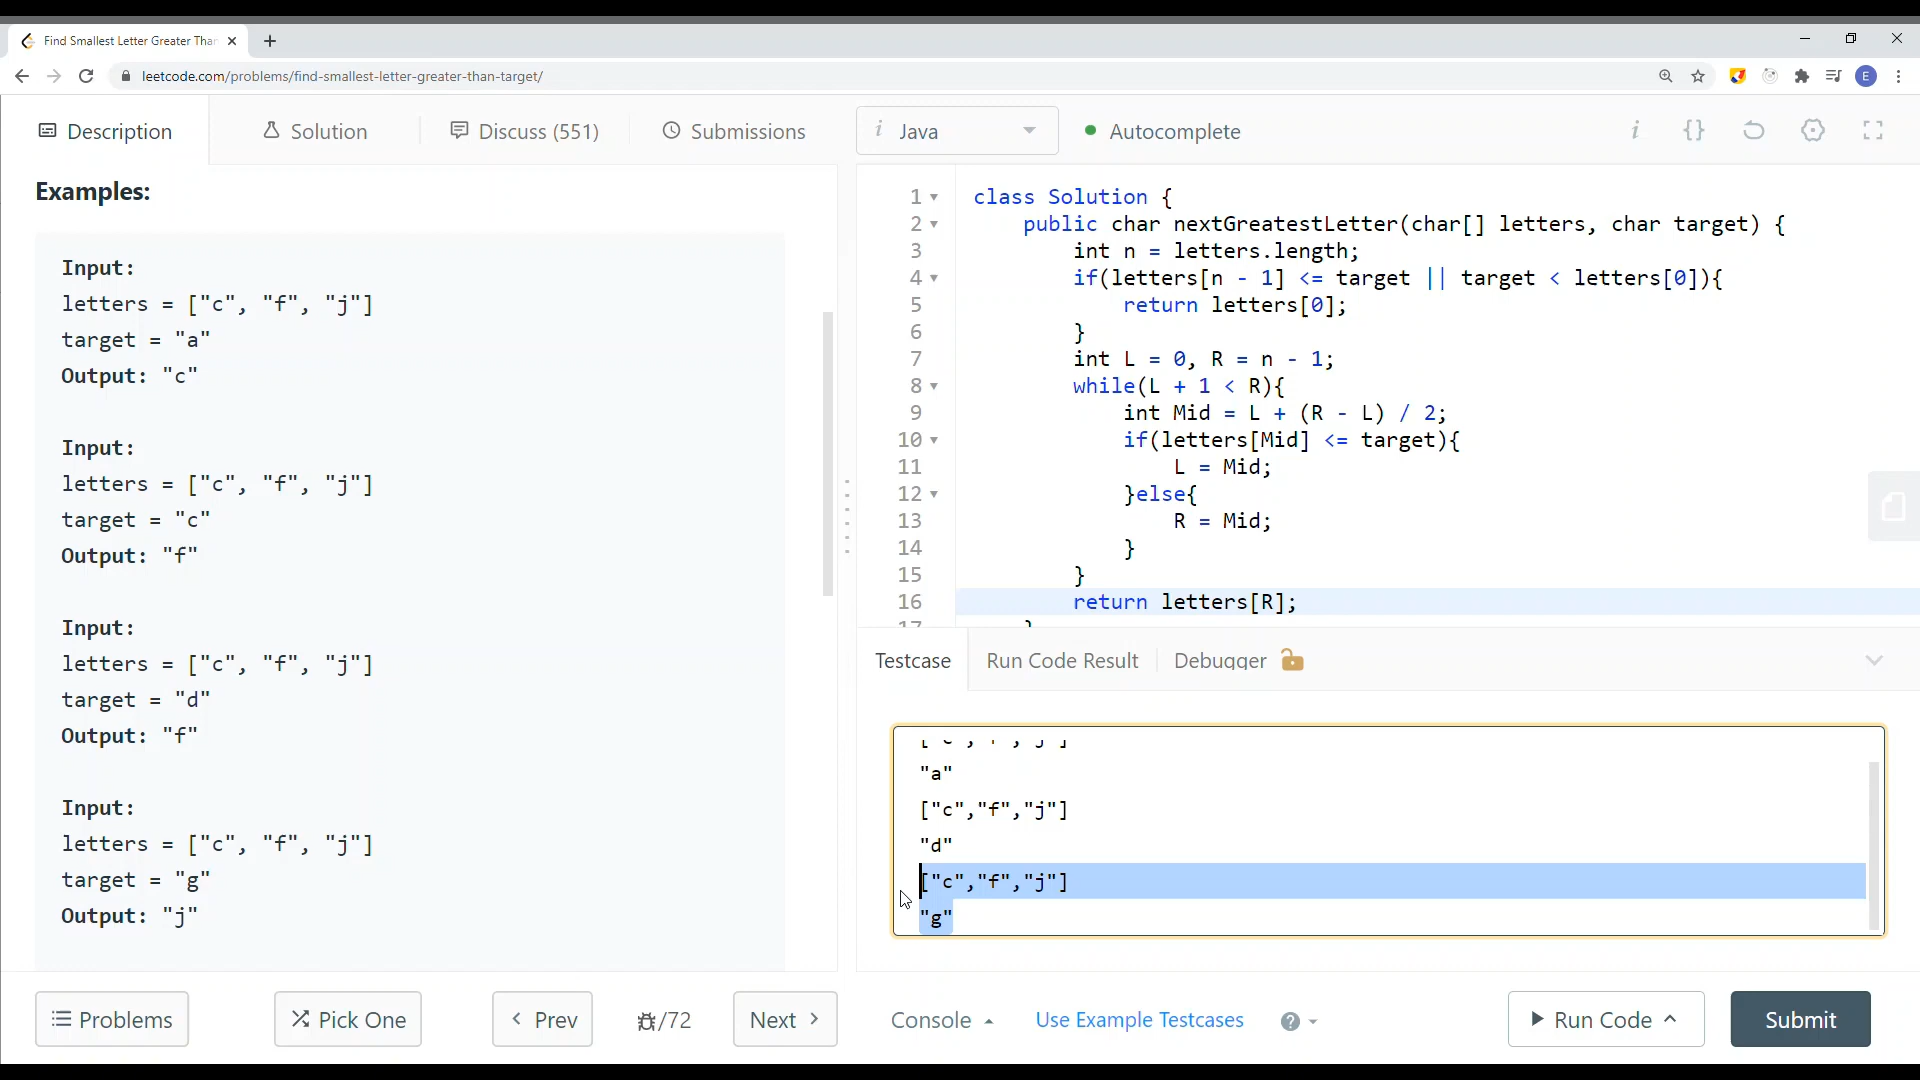 Find Smallest Letter Greater Than
leetcode.com/problems/find-smallest-letter-greater-than-target/
E
Description
Solution
Discuss (551)
Submissions
i Java
Autocomplete
i {}
Examples:
Input:
letters = ["c", "f", "j"]
target = "a"
Output: "c"
Input:
letters = ["c", "f", "j"]
target = "c"
Output: "f"
Input:
letters = ["c", "f", "j"]
target = "d"
Output: "f"
Input:
letters = ["c", "f", "j"]
target = "g"
Output: "j"
1 class Solution {
2 public char nextGreatestLetter(char[] letters, char target) {
3 int n = letters.length;
4 if(letters[n - 1] <= target || target < letters[0]){
5 return letters[0];
6 }
7 int L = 0, R = n - 1;
8 while(L + 1 < R){
9 int Mid = L + (R - L) / 2;
10 if(letters[Mid] <= target){
11 L = Mid;
12 }else{
13 R = Mid;
14 }
15 }
16 return letters[R];
17 }
Testcase
Run Code Result
Debugger
"a"
["c","f","j"]
"d"
["c","f","j"]
"g"
Problems
Pick One
Prev
/72
Next
Console
Use Example Testcases
?
Run Code
Submit